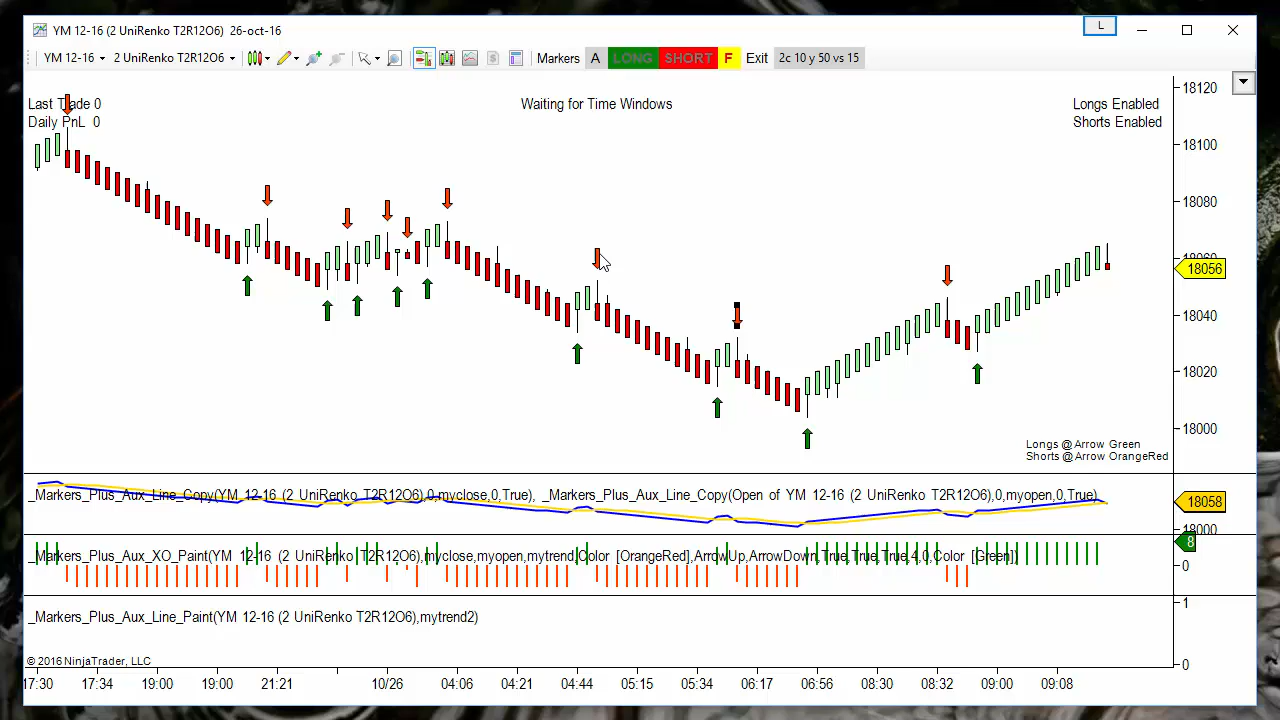 YM 12-16 (2 UniRenko T2R12O6) 26-oct-16
L
YM 12-16 2 UniRenko T2R12O6 Markers A LONG SHORT F Exit 2c 10 y 50 vs 15
Last Trade 0
Daily PnL 0
Waiting for Time Windows
Longs Enabled
Shorts Enabled
18120
18100
18080
18060
18056
18040
18020
18000
Longs @ Arrow Green
Shorts @ Arrow OrangeRed
_Markers_Plus_Aux_Line_Copy(YM 12-16 (2 UniRenko T2R12O6),0,myclose,0,True), _Markers_Plus_Aux_Line_Copy(Open of YM 12-16 (2 UniRenko T2R12O6),0,myopen,0,True)
18058
18000
_Markers_Plus_Aux_XO_Paint(YM 12-16 (2 UniRenko T2R12O6),myclose,myopen,mytrend,Color [OrangeRed],ArrowUp,ArrowDown,True,True,True,4,0,Color [Green])
8
0
_Markers_Plus_Aux_Line_Paint(YM 12-16 (2 UniRenko T2R12O6),mytrend2)
1
0
© 2016 NinjaTrader, LLC
17:30 17:34 19:00 19:00 21:21 10/26 04:06 04:21 04:44 05:15 05:34 06:17 06:56 08:30 08:32 09:00 09:08